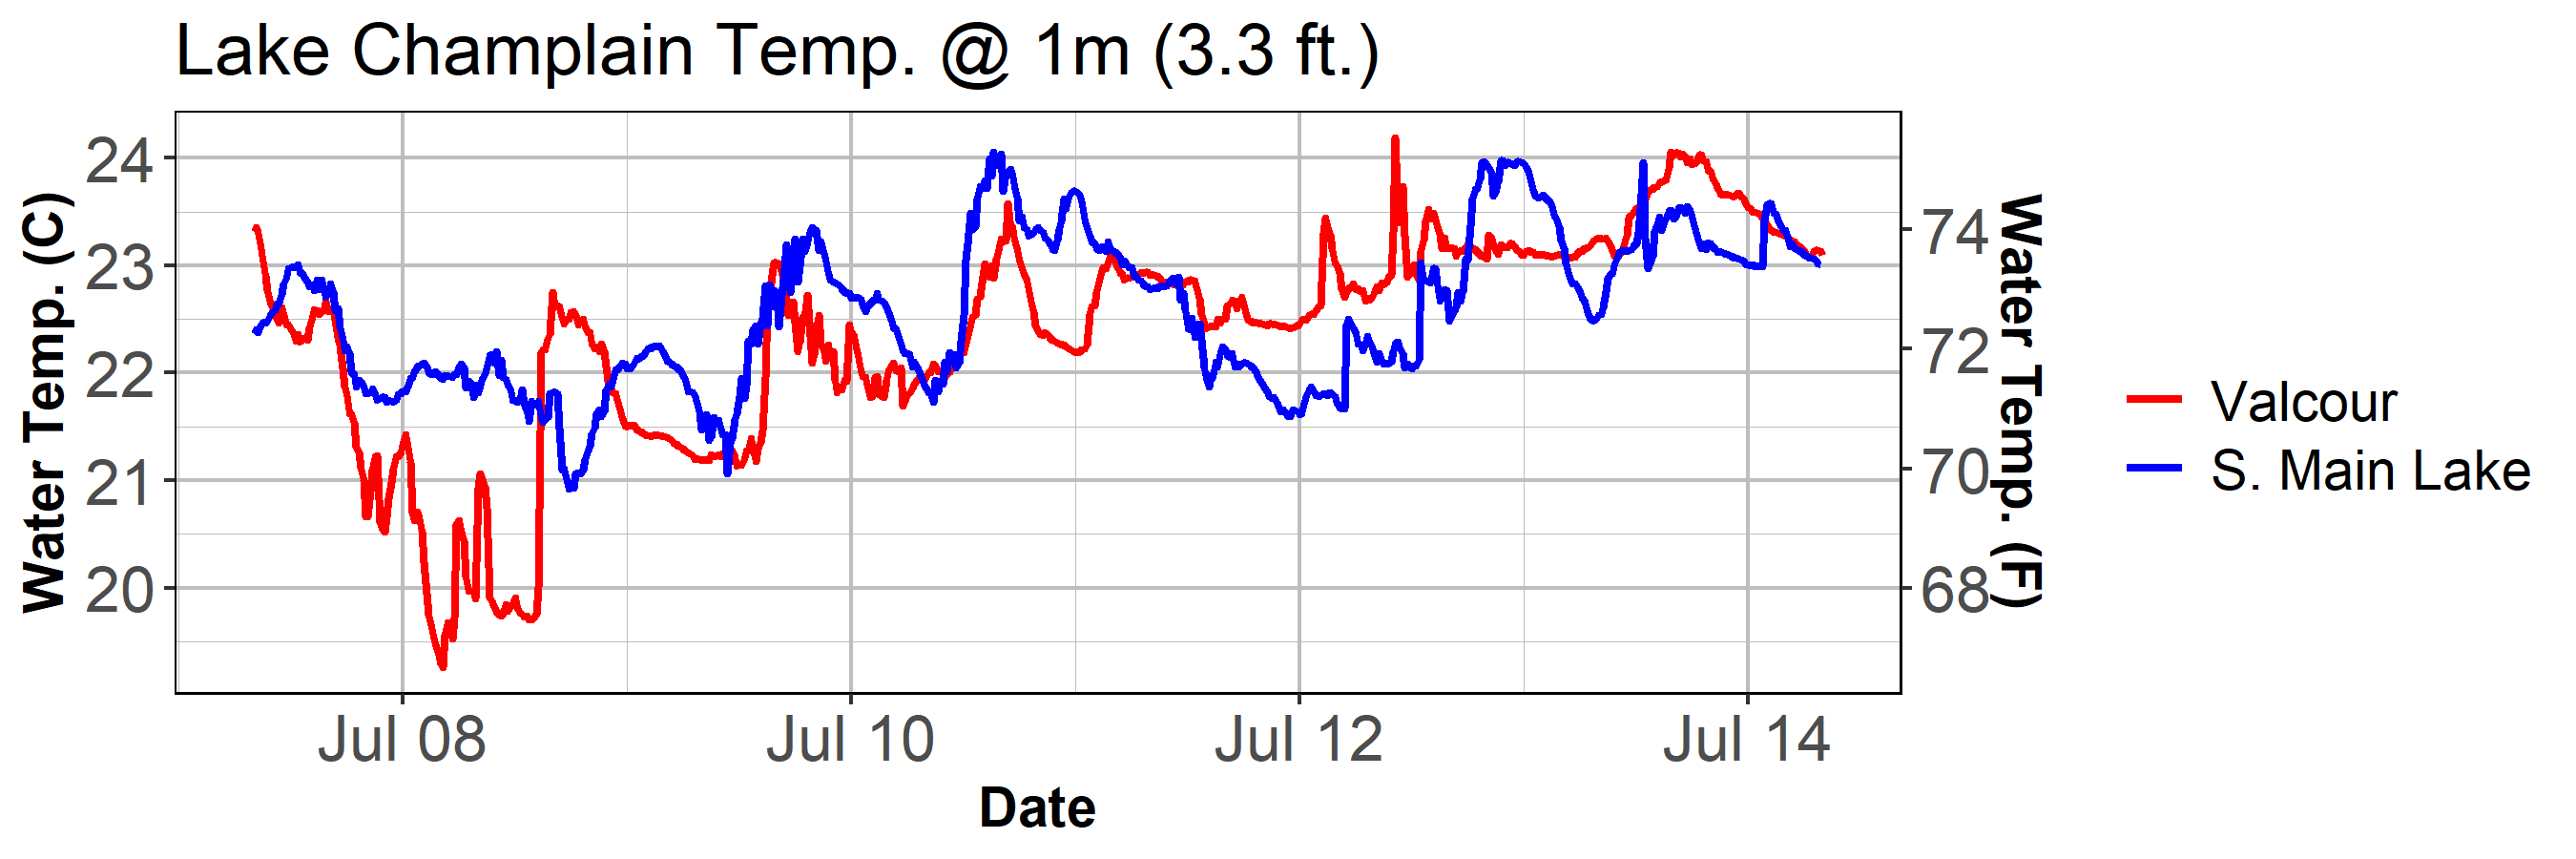 Lake Champlain Temp. @ 1m (3.3 ft.)
Water Temp. (C)
24
23
22
21
20
74
72
70
68
Water Temp. (F)
Jul 08
Jul 10
Jul 12
Jul 14
Date
Valcour
S. Main Lake